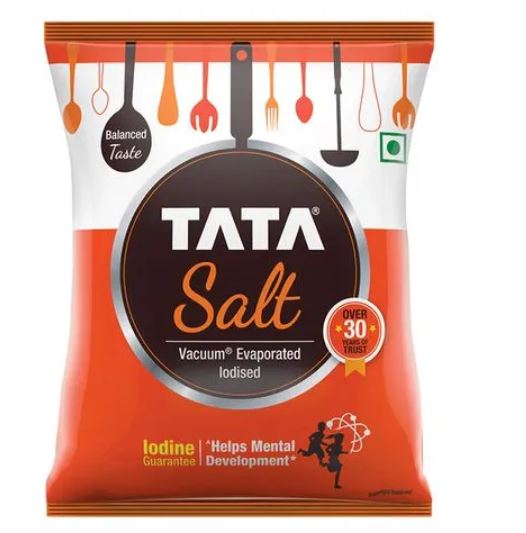 Balanced
Taste
TATA®
Salt
Vacuum® Evaporated
Iodised
OVER
30
YEARS OF
TRUST
Iodine
Guarantee
^Helps Mental
Development*